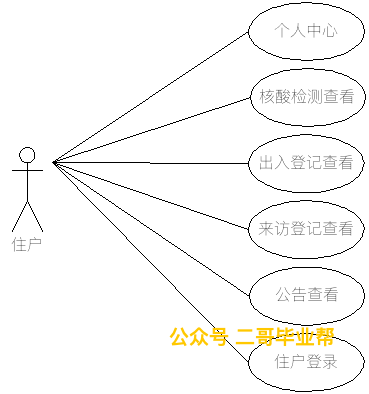 个人中心
核酸检测查看
出入登记查看
来访登记查看
住户
公告查看
公众号 二哥毕业帮
住户登录